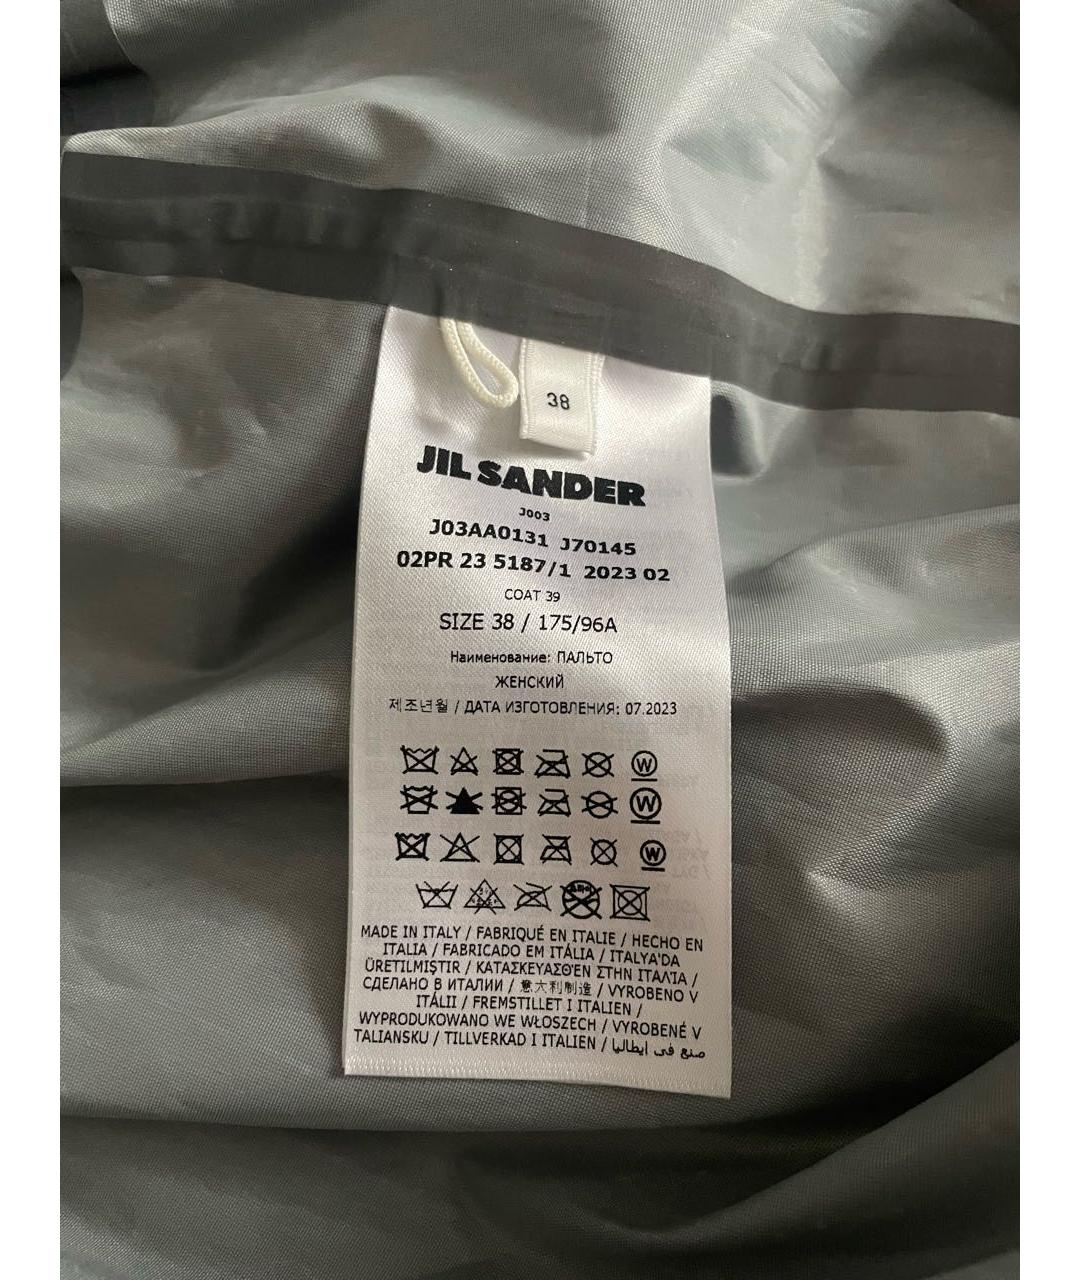 38
JIL SANDER
J003
J03AA0131 J70145
02PR 23 5187/1 2023 02
COAT 39
SIZE 38 / 175/96A
Наименование: ПАЛЬТО
ЖЕНСКИЙ
제조년월 / ДАТА ИЗГОТОВЛЕНИЯ: 07.2023
W
W
W
MADE IN ITALY / FABRIQUÉ EN ITALIE / HECHO EN
ITALIA / FABRICADO EM ITÁLIA / ITALYA'DA
ÜRETILMIŞTIR / ΚΑΤΑΣΚΕΥΑΣΘ'ΕΝ ΣΤΗΝ ΙΤΑΛΊΑ /
СДЕЛАНО В ИТАЛИИ / 意大利制造 / VYROBENO V
ITÁLII / FREMSTILLET I ITALIEN /
WYPRODUKOWANO WE WŁOSZECH / VYROBENÉ V
TALIANSKU / TILLVERKAD I ITALIEN / صنع في ايطاليا